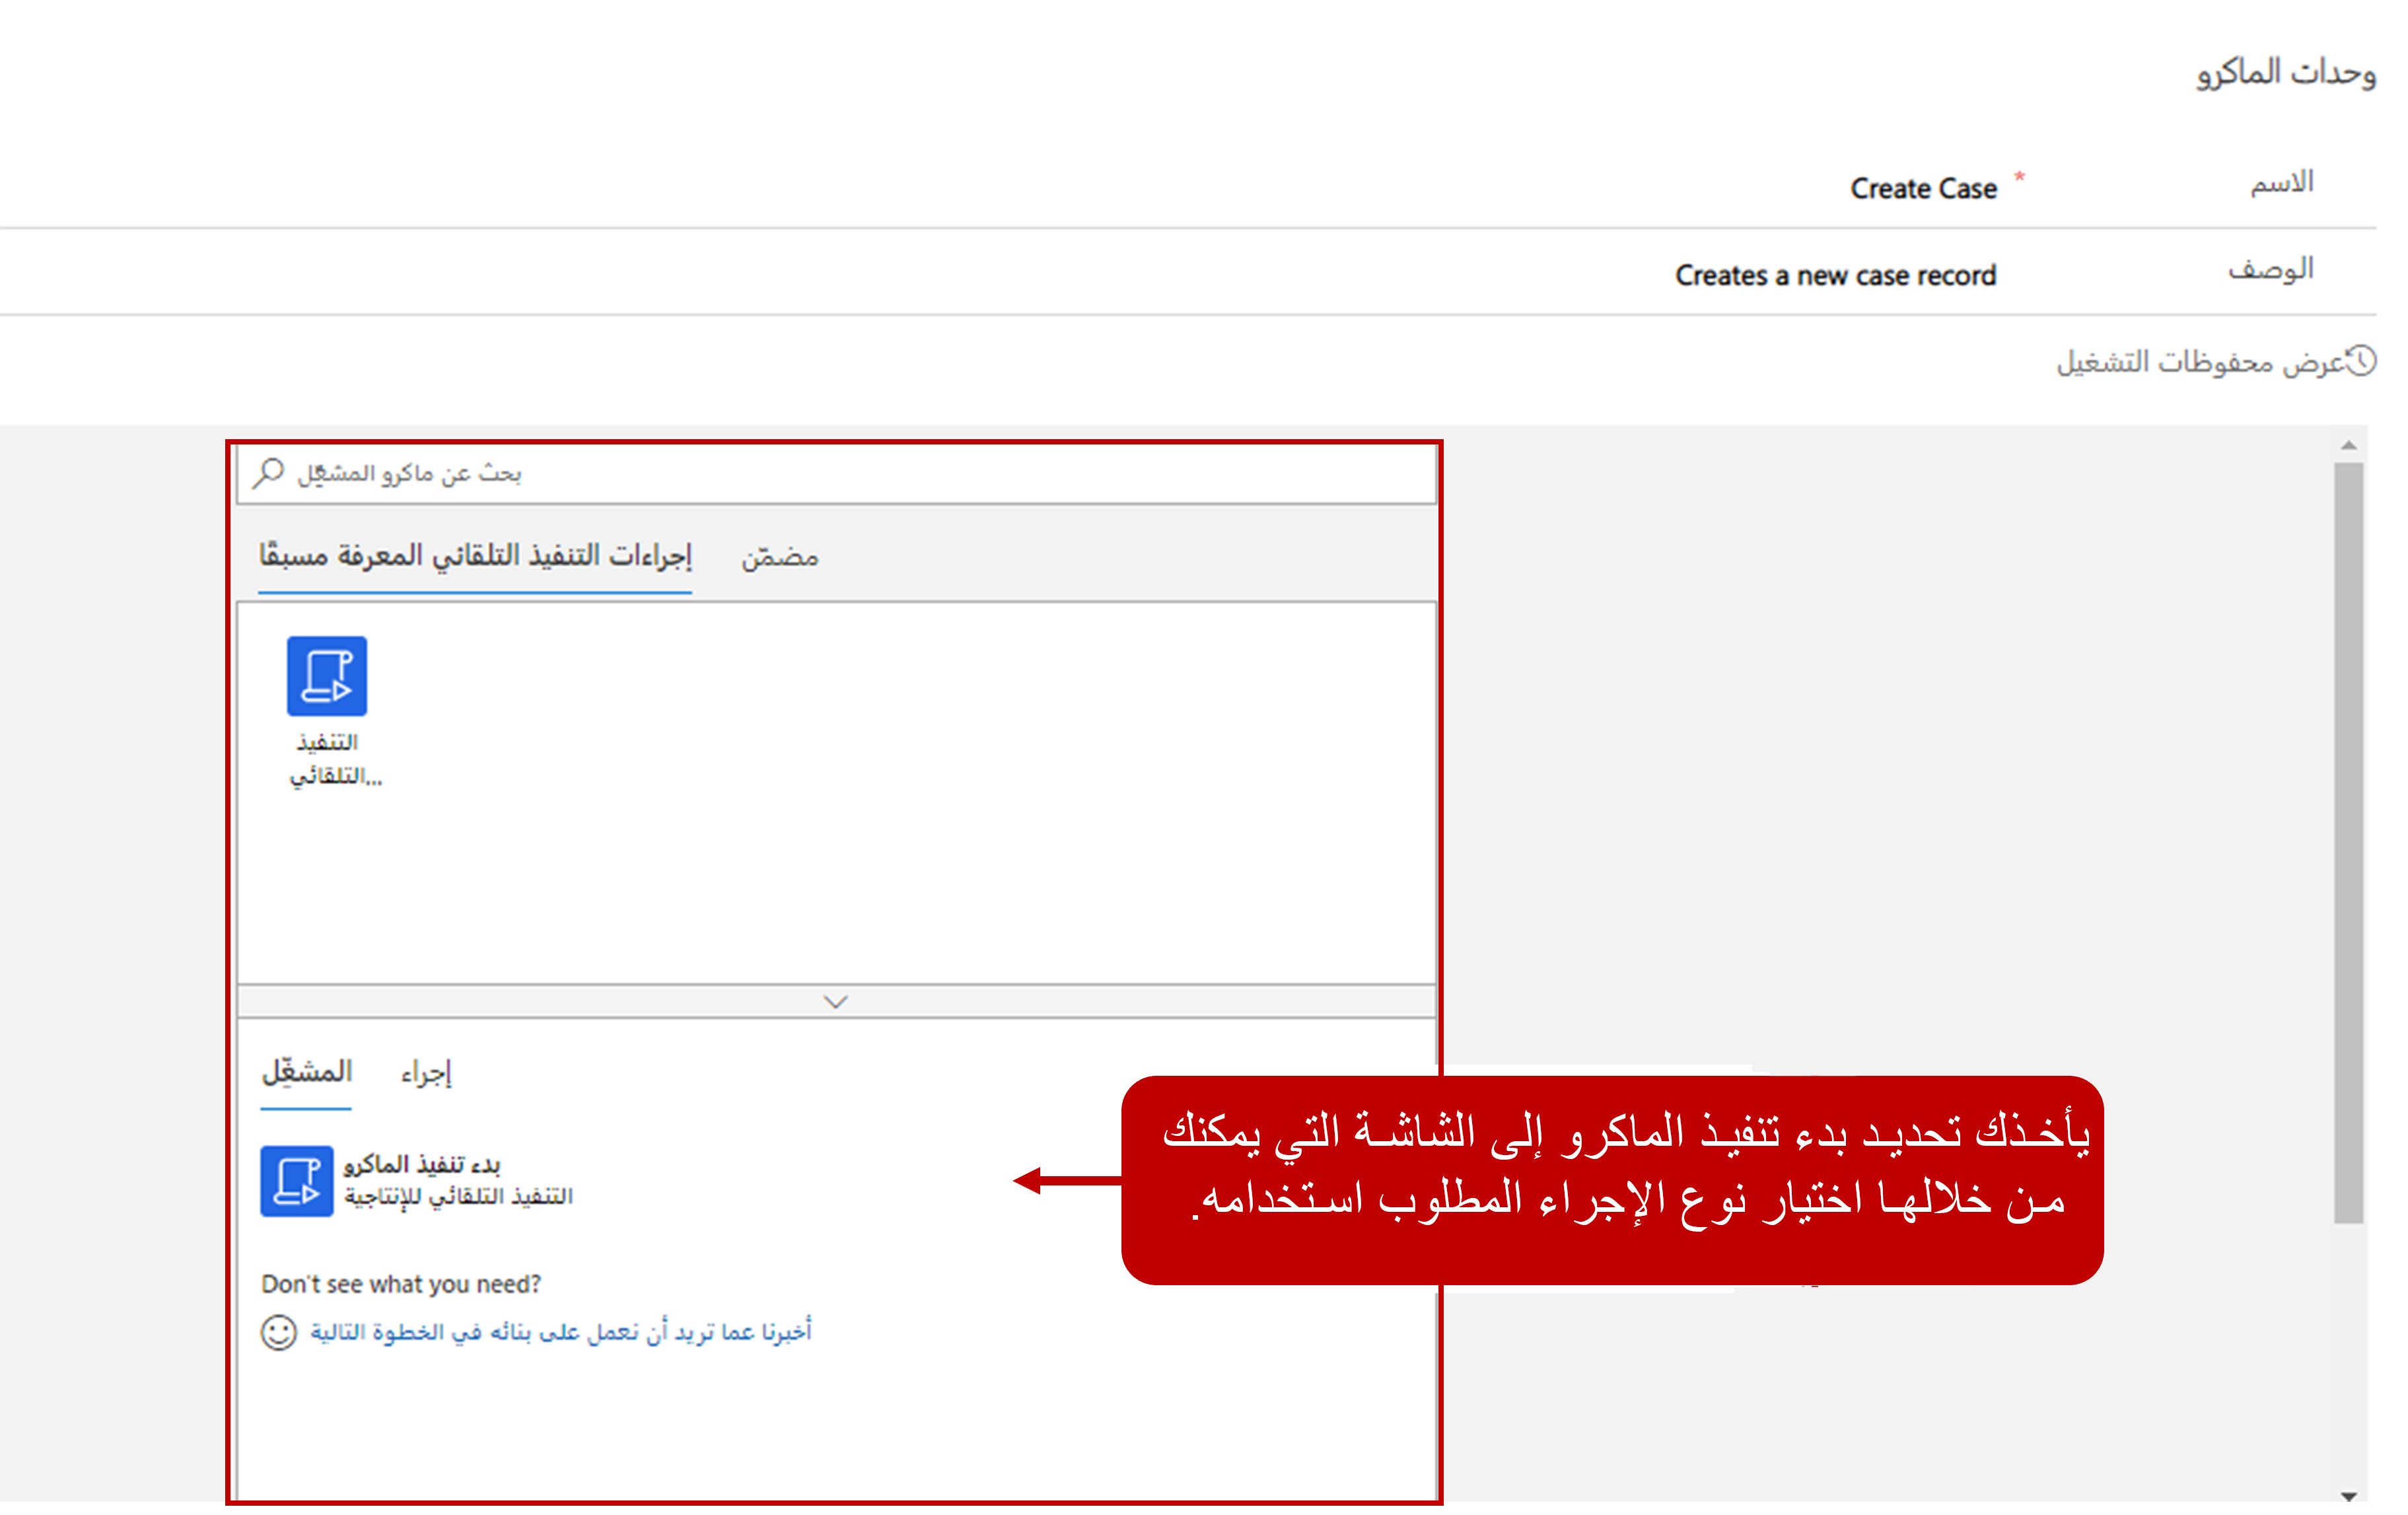 وحدات الماكرو
الاسم * Create Case
الوصف Creates a new case record
عرض محفوظات التشغيل
بحث عن ماكرو المشغِّل
إجراءات التنفيذ التلقائي المعرفة مسبقًا مضمّن
التنفيذ
التلقائي...
المشغِّل إجراء
بدء تنفيذ الماكرو
التنفيذ التلقائي للإنتاجية
Don't see what you need?
أخبرنا عما تريد أن نعمل على بنائه في الخطوة التالية
يأخذك تحديد بدء تنفيذ الماكرو إلى الشاشة التي يمكنك
من خلالها اختيار نوع الإجراء المطلوب استخدامه.